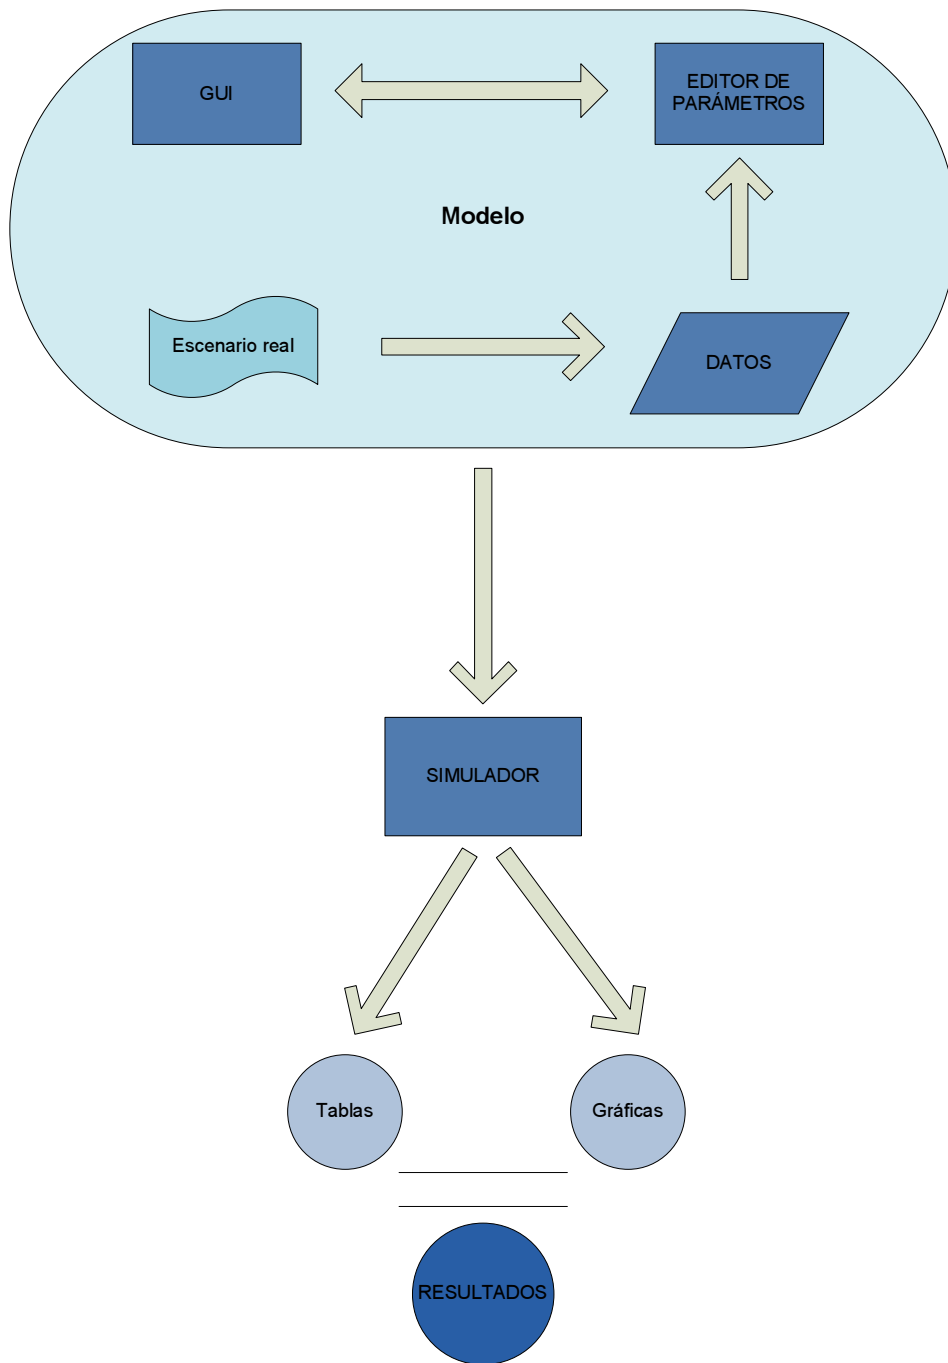 GUI
EDITOR DE
PARÁMETROS
Modelo
Escenario real
DATOS
SIMULADOR
Tablas
Gráficas
RESULTADOS